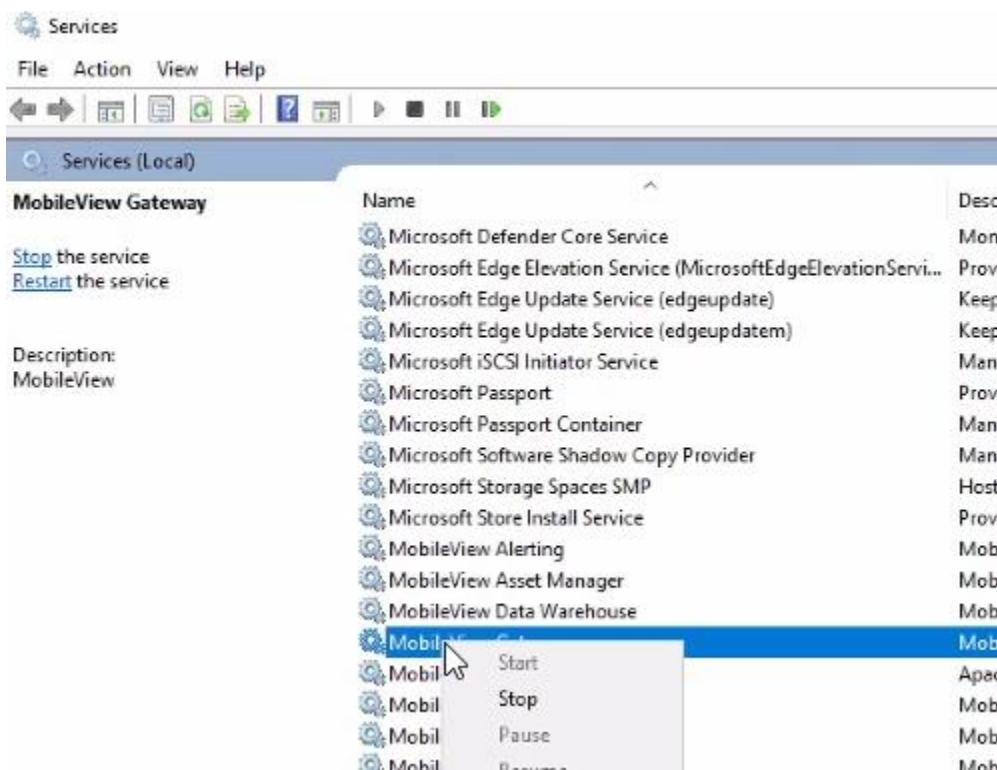 Services
File Action View Help
Services (Local)
MobileView Gateway
Stop the service
Restart the service
Description:
MobileView
Name Desc
Microsoft Defender Core Service Mon
Microsoft Edge Elevation Service (MicrosoftEdgeElevationServi... Prov
Microsoft Edge Update Service (edgeupdate) Keep
Microsoft Edge Update Service (edgeupdatem) Keep
Microsoft iSCSI Initiator Service Man
Microsoft Passport Prov
Microsoft Passport Container Man
Microsoft Software Shadow Copy Provider Man
Microsoft Storage Spaces SMP Host
Microsoft Store Install Service Prov
MobileView Alerting Mob
MobileView Asset Manager Mob
MobileView Data Warehouse Mob
Mobil Mob
Mobil Apac
Mobil Mob
Mobil Mob
Mobil Mob
Start
Stop
Pause